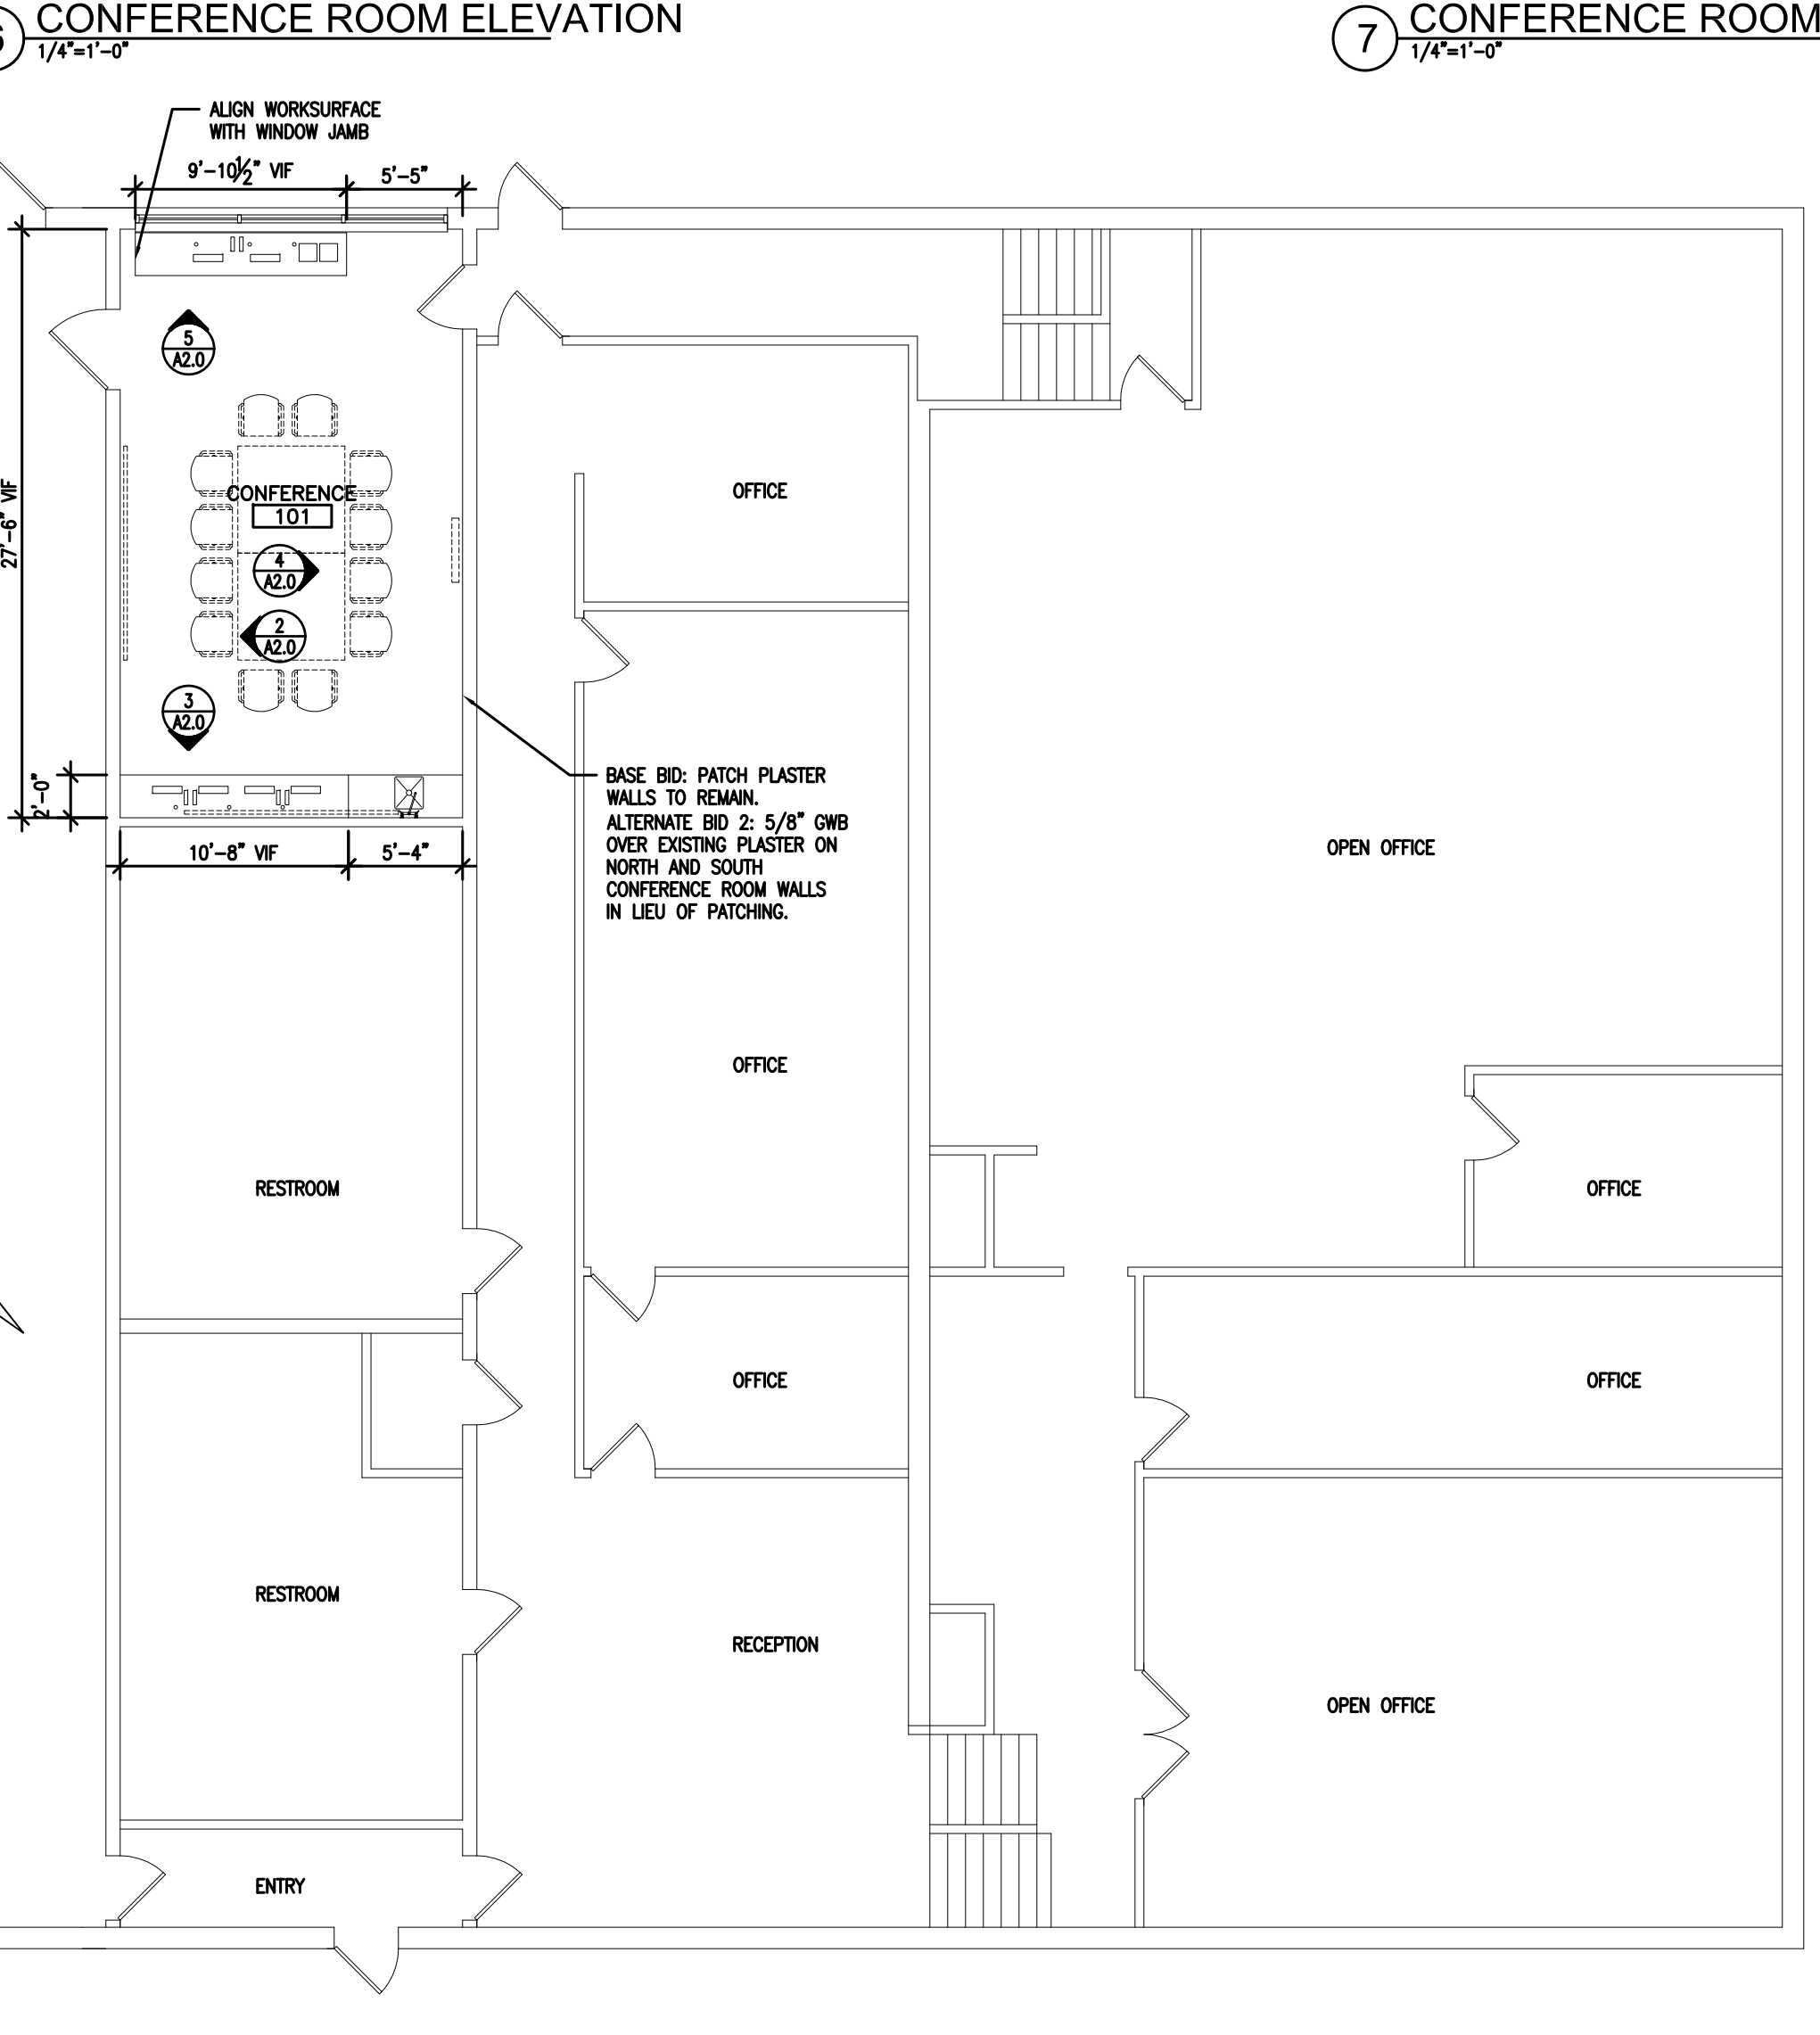 6 CONFERENCE ROOM ELEVATION
1/4"=1'-0"
7 CONFERENCE ROOM
1/4"=1'-0"
ALIGN WORKSURFACE
WITH WINDOW JAMB
9'-10½" VIF
5'-5"
5
A2.0
27'-6" VIF
CONFERENCE
101
4
A2.0
2
A2.0
3
A2.0
2'-0"
10'-8" VIF
5'-4"
BASE BID: PATCH PLASTER
WALLS TO REMAIN.
ALTERNATE BID 2: 5/8" GWB
OVER EXISTING PLASTER ON
NORTH AND SOUTH
CONFERENCE ROOM WALLS
IN LIEU OF PATCHING.
OFFICE
OPEN OFFICE
OFFICE
RESTROOM
OFFICE
OFFICE
OFFICE
RESTROOM
RECEPTION
OPEN OFFICE
ENTRY